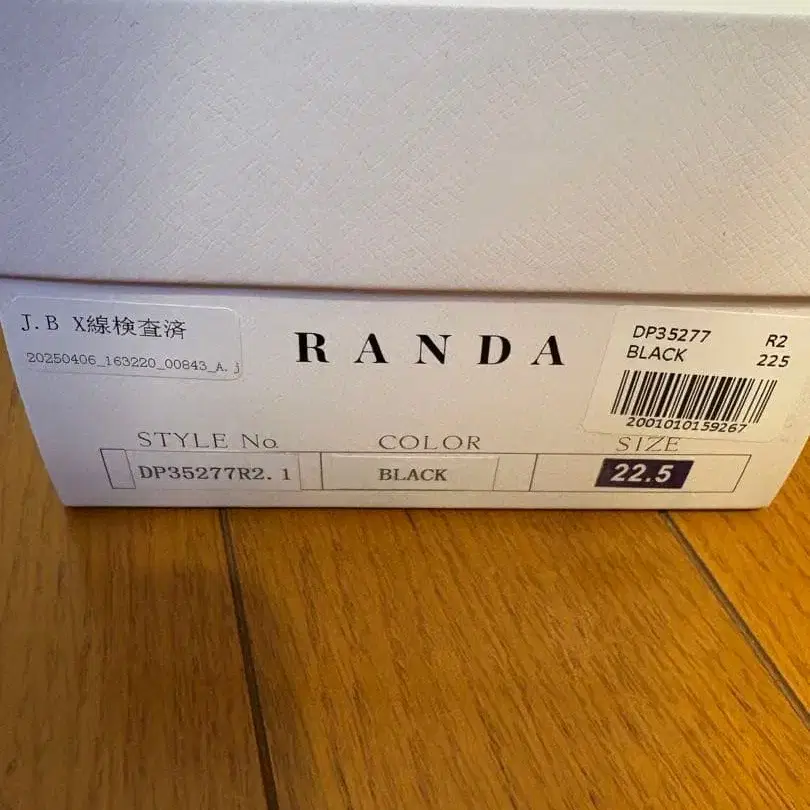 J.B X線検査済
20250406_163220_00843_A.j
RANDA
DP35277 R2
BLACK 225
2001010159267
STYLE No. COLOR SIZE
DP35277R2.1 BLACK 22.5